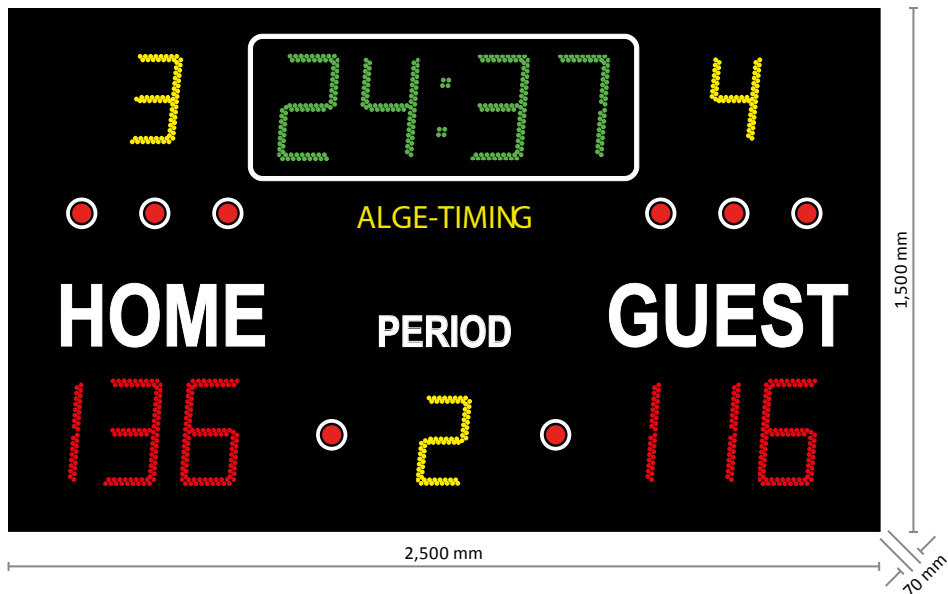 3 24:37 4
ALGE-TIMING
HOME PERIOD GUEST
136 2 116
1,500 mm
2,500 mm
70 mm